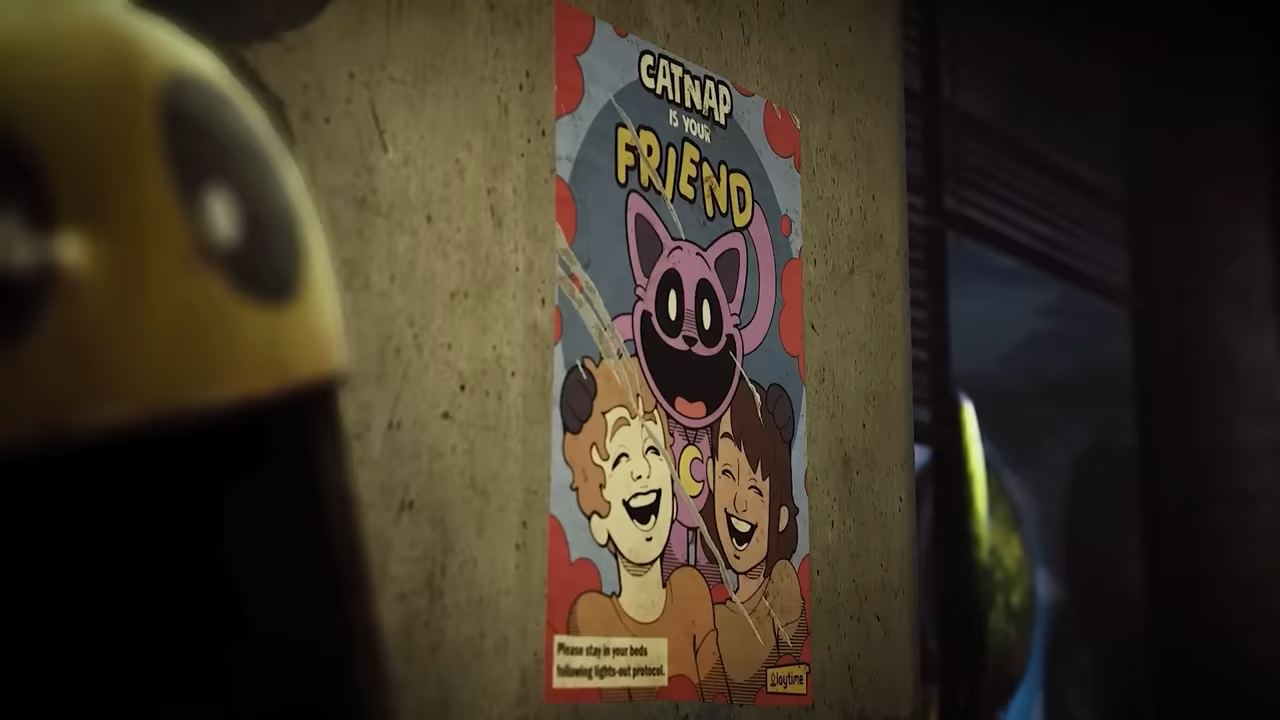 CATNAP
IS YOUR
FRIEND
Please stay in your beds
following lights-out protocol.
Playtime